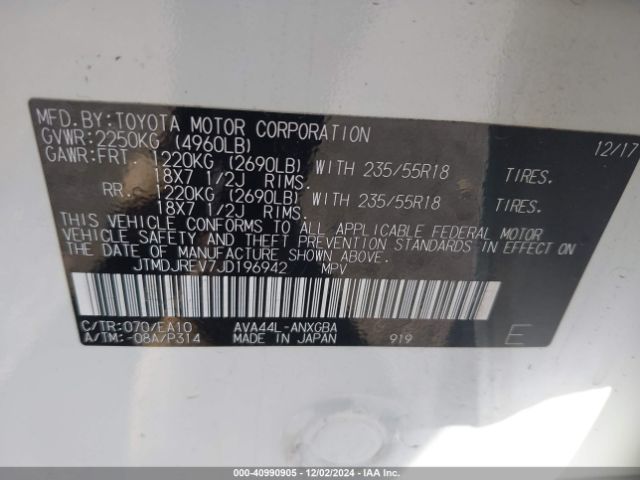 MFD.BY:TOYOTA MOTOR CORPORATION 12/17
GVWR:2250KG (4960LB)
GAWR:FRT. 1220KG (2690LB) WITH 235/55R18 TIRES.
18X7 1/2J RIMS.
RR. 1220KG (2690LB) WITH 235/55R18 TIRES.
18X7 1/2J RIMS.
THIS VEHICLE CONFORMS TO ALL APPLICABLE FEDERAL MOTOR
VEHICLE SAFETY AND THEFT PREVENTION STANDARDS IN EFFECT ON
THE DATE OF MANUFACTURE SHOWN ABOVE.
JTMDJREV7JD196942 MPV
C/TR:070/EA10 AVA44L-ANXGBA
A/TM:-08A/P314 MADE IN JAPAN 919 E
© - 40990905 - 12/02/2024 - IAA Inc.